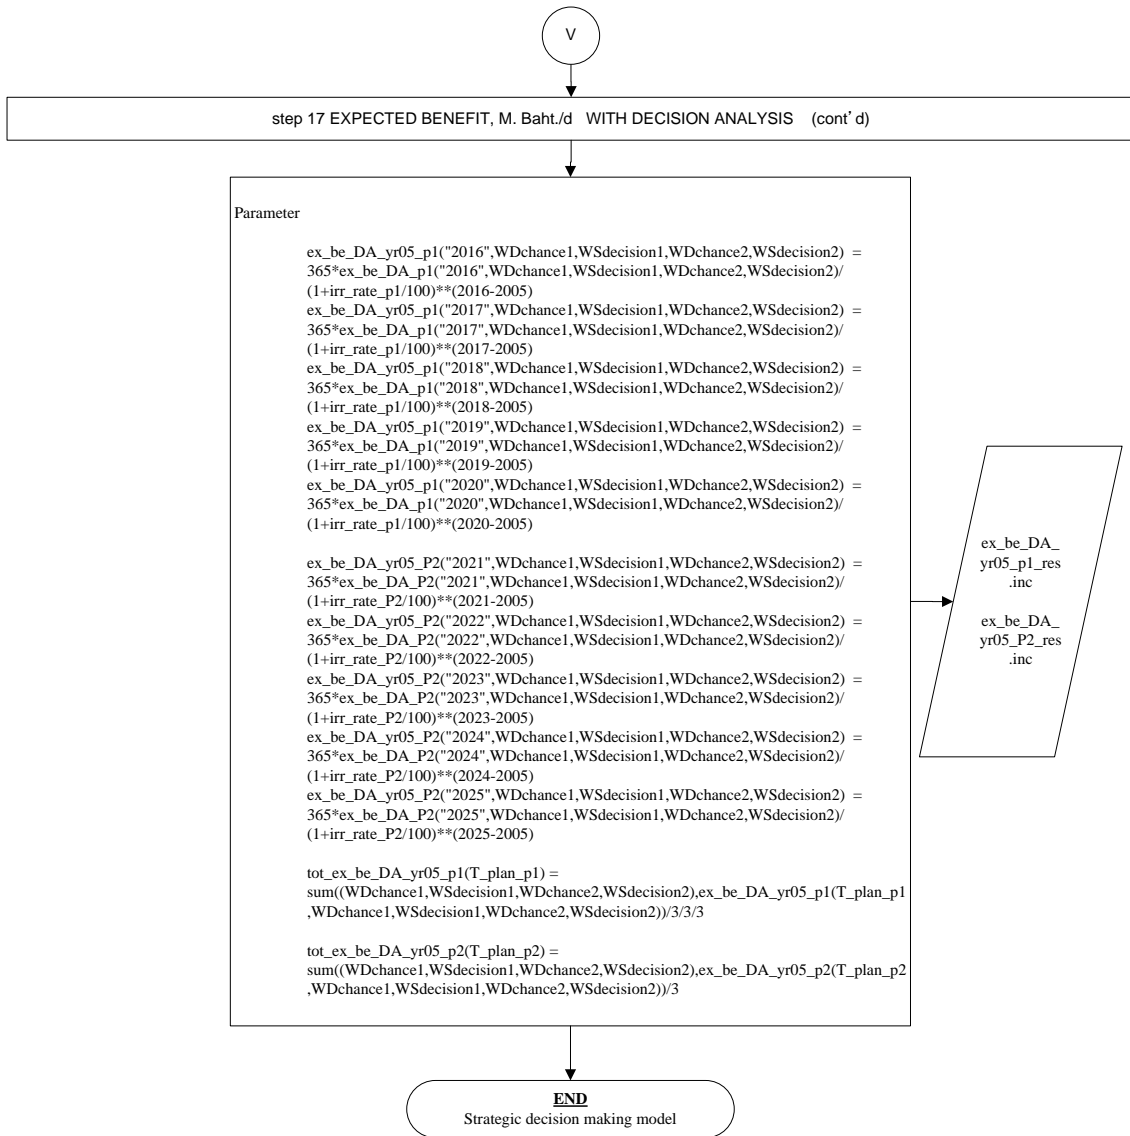 V
step 17 EXPECTED BENEFIT, M. Baht./d WITH DECISION ANALYSIS (cont'd)
Parameter
ex_be_DA_yr05_p1("2016",WDchance1,WSdecision1,WDchance2,WSdecision2) =
365*ex_be_DA_p1("2016",WDchance1,WSdecision1,WDchance2,WSdecision2)/
(1+irr_rate_p1/100)**(2016-2005)
ex_be_DA_yr05_p1("2017",WDchance1,WSdecision1,WDchance2,WSdecision2) =
365*ex_be_DA_p1("2017",WDchance1,WSdecision1,WDchance2,WSdecision2)/
(1+irr_rate_p1/100)**(2017-2005)
ex_be_DA_yr05_p1("2018",WDchance1,WSdecision1,WDchance2,WSdecision2) =
365*ex_be_DA_p1("2018",WDchance1,WSdecision1,WDchance2,WSdecision2)/
(1+irr_rate_p1/100)**(2018-2005)
ex_be_DA_yr05_p1("2019",WDchance1,WSdecision1,WDchance2,WSdecision2) =
365*ex_be_DA_p1("2019",WDchance1,WSdecision1,WDchance2,WSdecision2)/
(1+irr_rate_p1/100)**(2019-2005)
ex_be_DA_yr05_p1("2020",WDchance1,WSdecision1,WDchance2,WSdecision2) =
365*ex_be_DA_p1("2020",WDchance1,WSdecision1,WDchance2,WSdecision2)/
(1+irr_rate_p1/100)**(2020-2005)
ex_be_DA_yr05_P2("2021",WDchance1,WSdecision1,WDchance2,WSdecision2) =
365*ex_be_DA_P2("2021",WDchance1,WSdecision1,WDchance2,WSdecision2)/
(1+irr_rate_P2/100)**(2021-2005)
ex_be_DA_yr05_P2("2022",WDchance1,WSdecision1,WDchance2,WSdecision2) =
365*ex_be_DA_P2("2022",WDchance1,WSdecision1,WDchance2,WSdecision2)/
(1+irr_rate_P2/100)**(2022-2005)
ex_be_DA_yr05_P2("2023",WDchance1,WSdecision1,WDchance2,WSdecision2) =
365*ex_be_DA_P2("2023",WDchance1,WSdecision1,WDchance2,WSdecision2)/
(1+irr_rate_P2/100)**(2023-2005)
ex_be_DA_yr05_P2("2024",WDchance1,WSdecision1,WDchance2,WSdecision2) =
365*ex_be_DA_P2("2024",WDchance1,WSdecision1,WDchance2,WSdecision2)/
(1+irr_rate_P2/100)**(2024-2005)
ex_be_DA_yr05_P2("2025",WDchance1,WSdecision1,WDchance2,WSdecision2) =
365*ex_be_DA_P2("2025",WDchance1,WSdecision1,WDchance2,WSdecision2)/
(1+irr_rate_P2/100)**(2025-2005)
tot_ex_be_DA_yr05_p1(T_plan_p1) =
sum((WDchance1,WSdecision1,WDchance2,WSdecision2),ex_be_DA_yr05_p1(T_plan_p1
,WDchance1,WSdecision1,WDchance2,WSdecision2))/3/3/3
tot_ex_be_DA_yr05_p2(T_plan_p2) =
sum((WDchance1,WSdecision1,WDchance2,WSdecision2),ex_be_DA_yr05_p2(T_plan_p2
,WDchance1,WSdecision1,WDchance2,WSdecision2))/3
ex_be_DA_
yr05_p1_res
.inc
ex_be_DA_
yr05_P2_res
.inc
END
Strategic decision making model